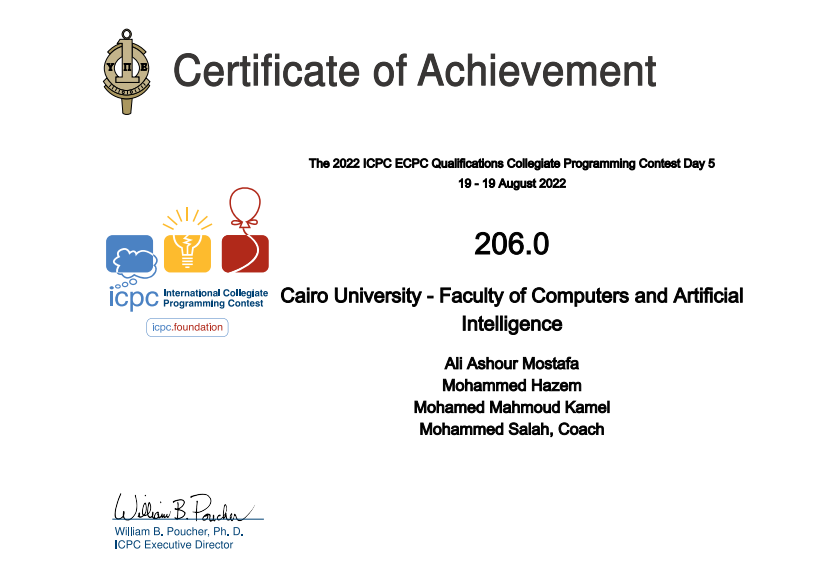 Υ Π Ε
Certificate of Achievement
The 2022 ICPC ECPC Qualifications Collegiate Programming Contest Day 5
19 - 19 August 2022
206.0
Cairo University - Faculty of Computers and Artificial
Intelligence
Ali Ashour Mostafa
Mohammed Hazem
Mohamed Mahmoud Kamel
Mohammed Salah, Coach
icpc International Collegiate
Programming Contest
icpc.foundation
William B. Poucher
William B. Poucher, Ph. D.
ICPC Executive Director